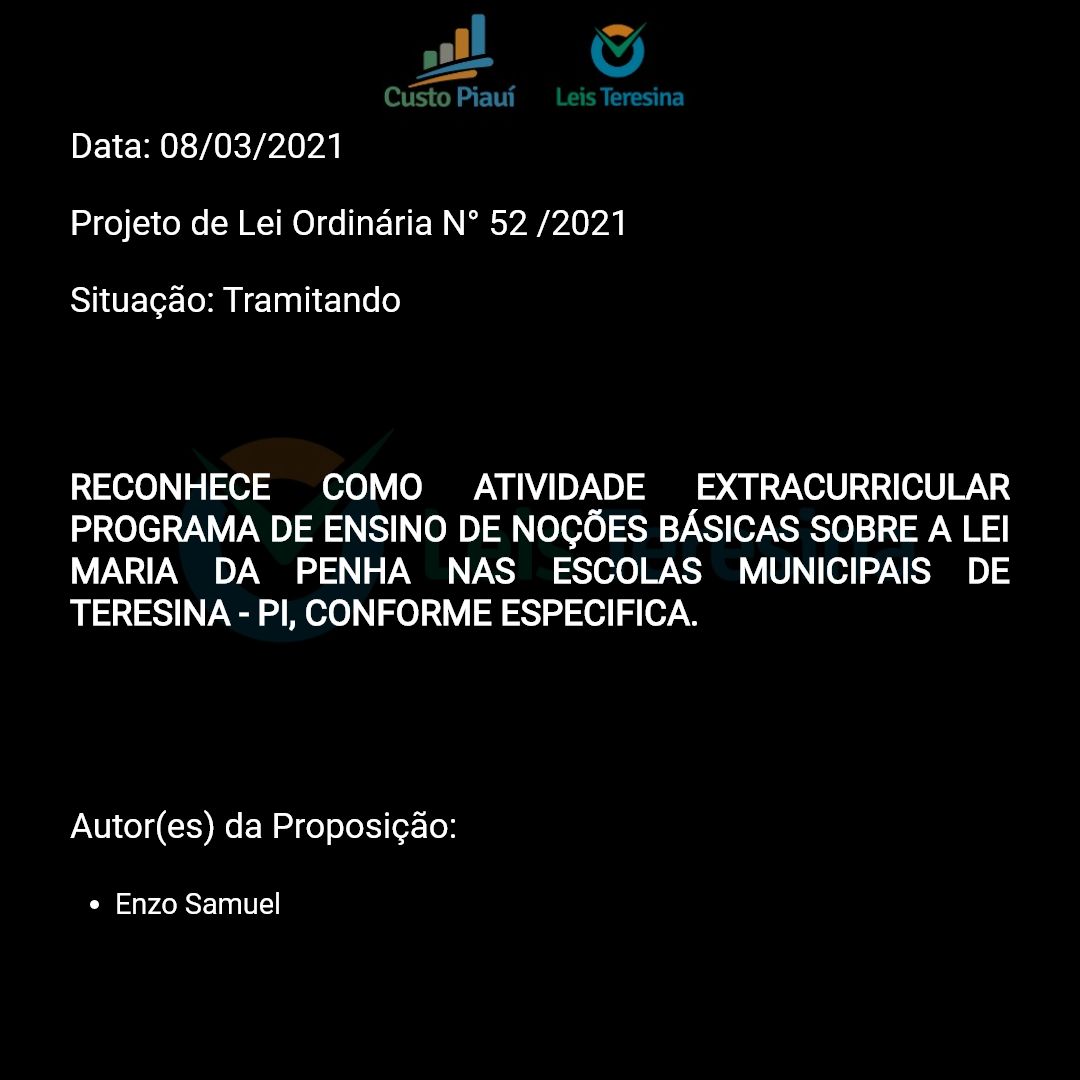 Custo Piauí Leis Teresina
Data: 08/03/2021
Projeto de Lei Ordinária N° 52 /2021
Situação: Tramitando
RECONHECE COMO ATIVIDADE EXTRACURRICULAR
PROGRAMA DE ENSINO DE NOÇÕES BÁSICAS SOBRE A LEI
MARIA DA PENHA NAS ESCOLAS MUNICIPAIS DE
TERESINA - PI, CONFORME ESPECIFICA.
Leis Teresina
Autor(es) da Proposição:
• Enzo Samuel